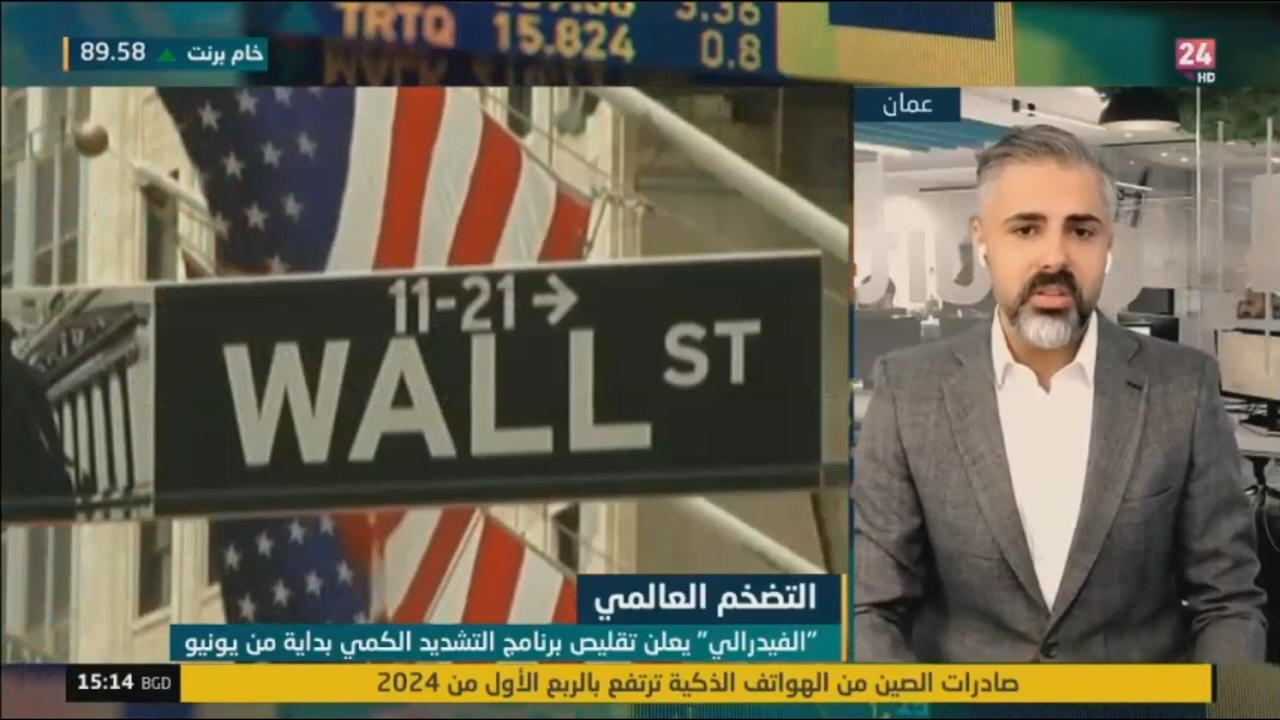 TRTQ 15.824 0.8
3.36
خام برنت 89.58
24
HD
عمان
11-21 →
WALL ST
التضخم العالمي
"الفيدرالي" يعلن تقليص برنامج التشديد الكمي بداية من يونيو
صادرات الصين من الهواتف الذكية ترتفع بالربع الأول من 2024
15:14 BGD